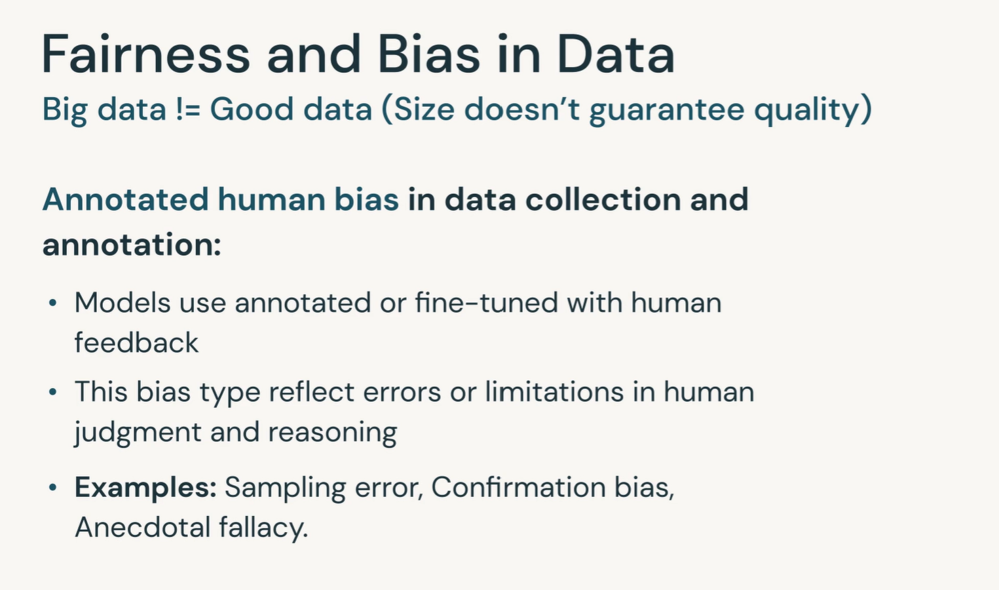 Fairness and Bias in Data
Big data != Good data (Size doesn’t guarantee quality)
Annotated human bias in data collection and
annotation:
• Models use annotated or fine-tuned with human
feedback
• This bias type reflect errors or limitations in human
judgment and reasoning
• Examples: Sampling error, Confirmation bias,
Anecdotal fallacy.